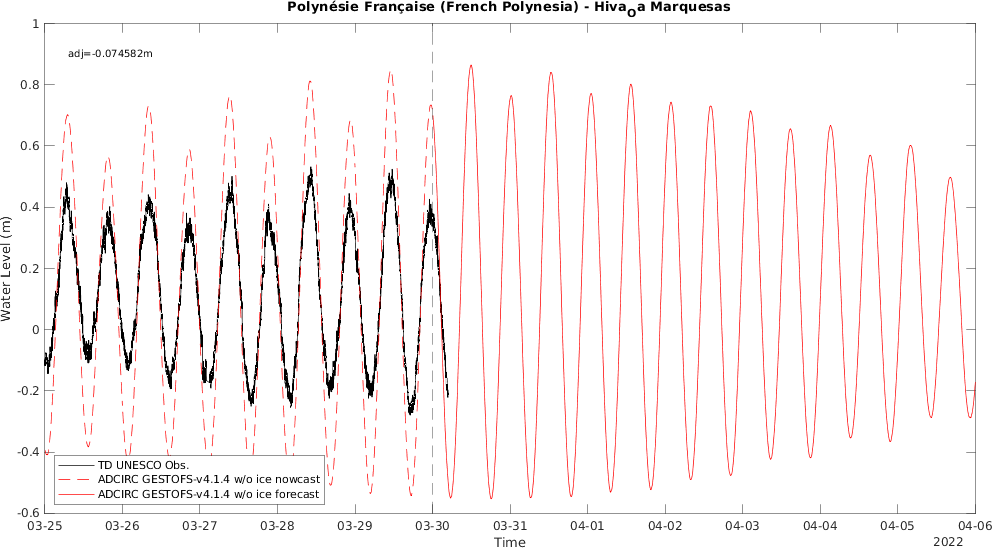 Polynésie Française (French Polynesia) - Hiva_Oa Marquesas
adj=-0.074582m
1
0.8
0.6
0.4
0.2
0
-0.2
-0.4
-0.6
Water Level (m)
TD UNESCO Obs.
ADCIRC GESTOFS-v4.1.4 w/o ice nowcast
ADCIRC GESTOFS-v4.1.4 w/o ice forecast
03-25 03-26 03-27 03-28 03-29 03-30 03-31 04-01 04-02 04-03 04-04 04-05 04-06
Time
2022